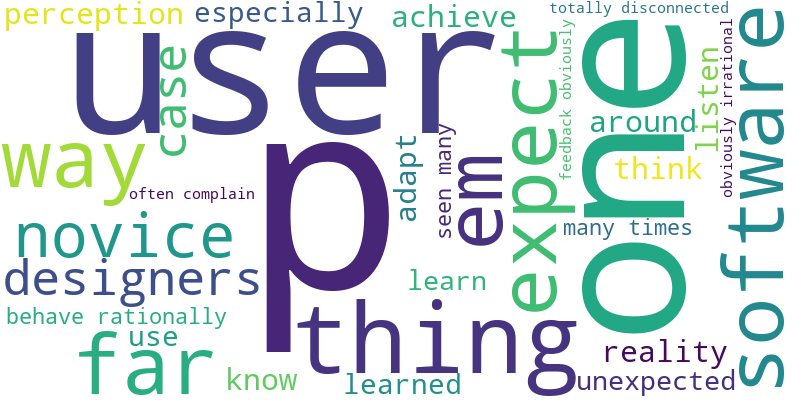 perception
especially
achieve
totally disconnected
user
case
expect
one
software
feedback obviously
listen
obviously irrational
around
way
p
adapt
seen many
em
think
often complain
novice
many times
designers
learn
behave rationally
thing
far
use
reality
know
learned
unexpected